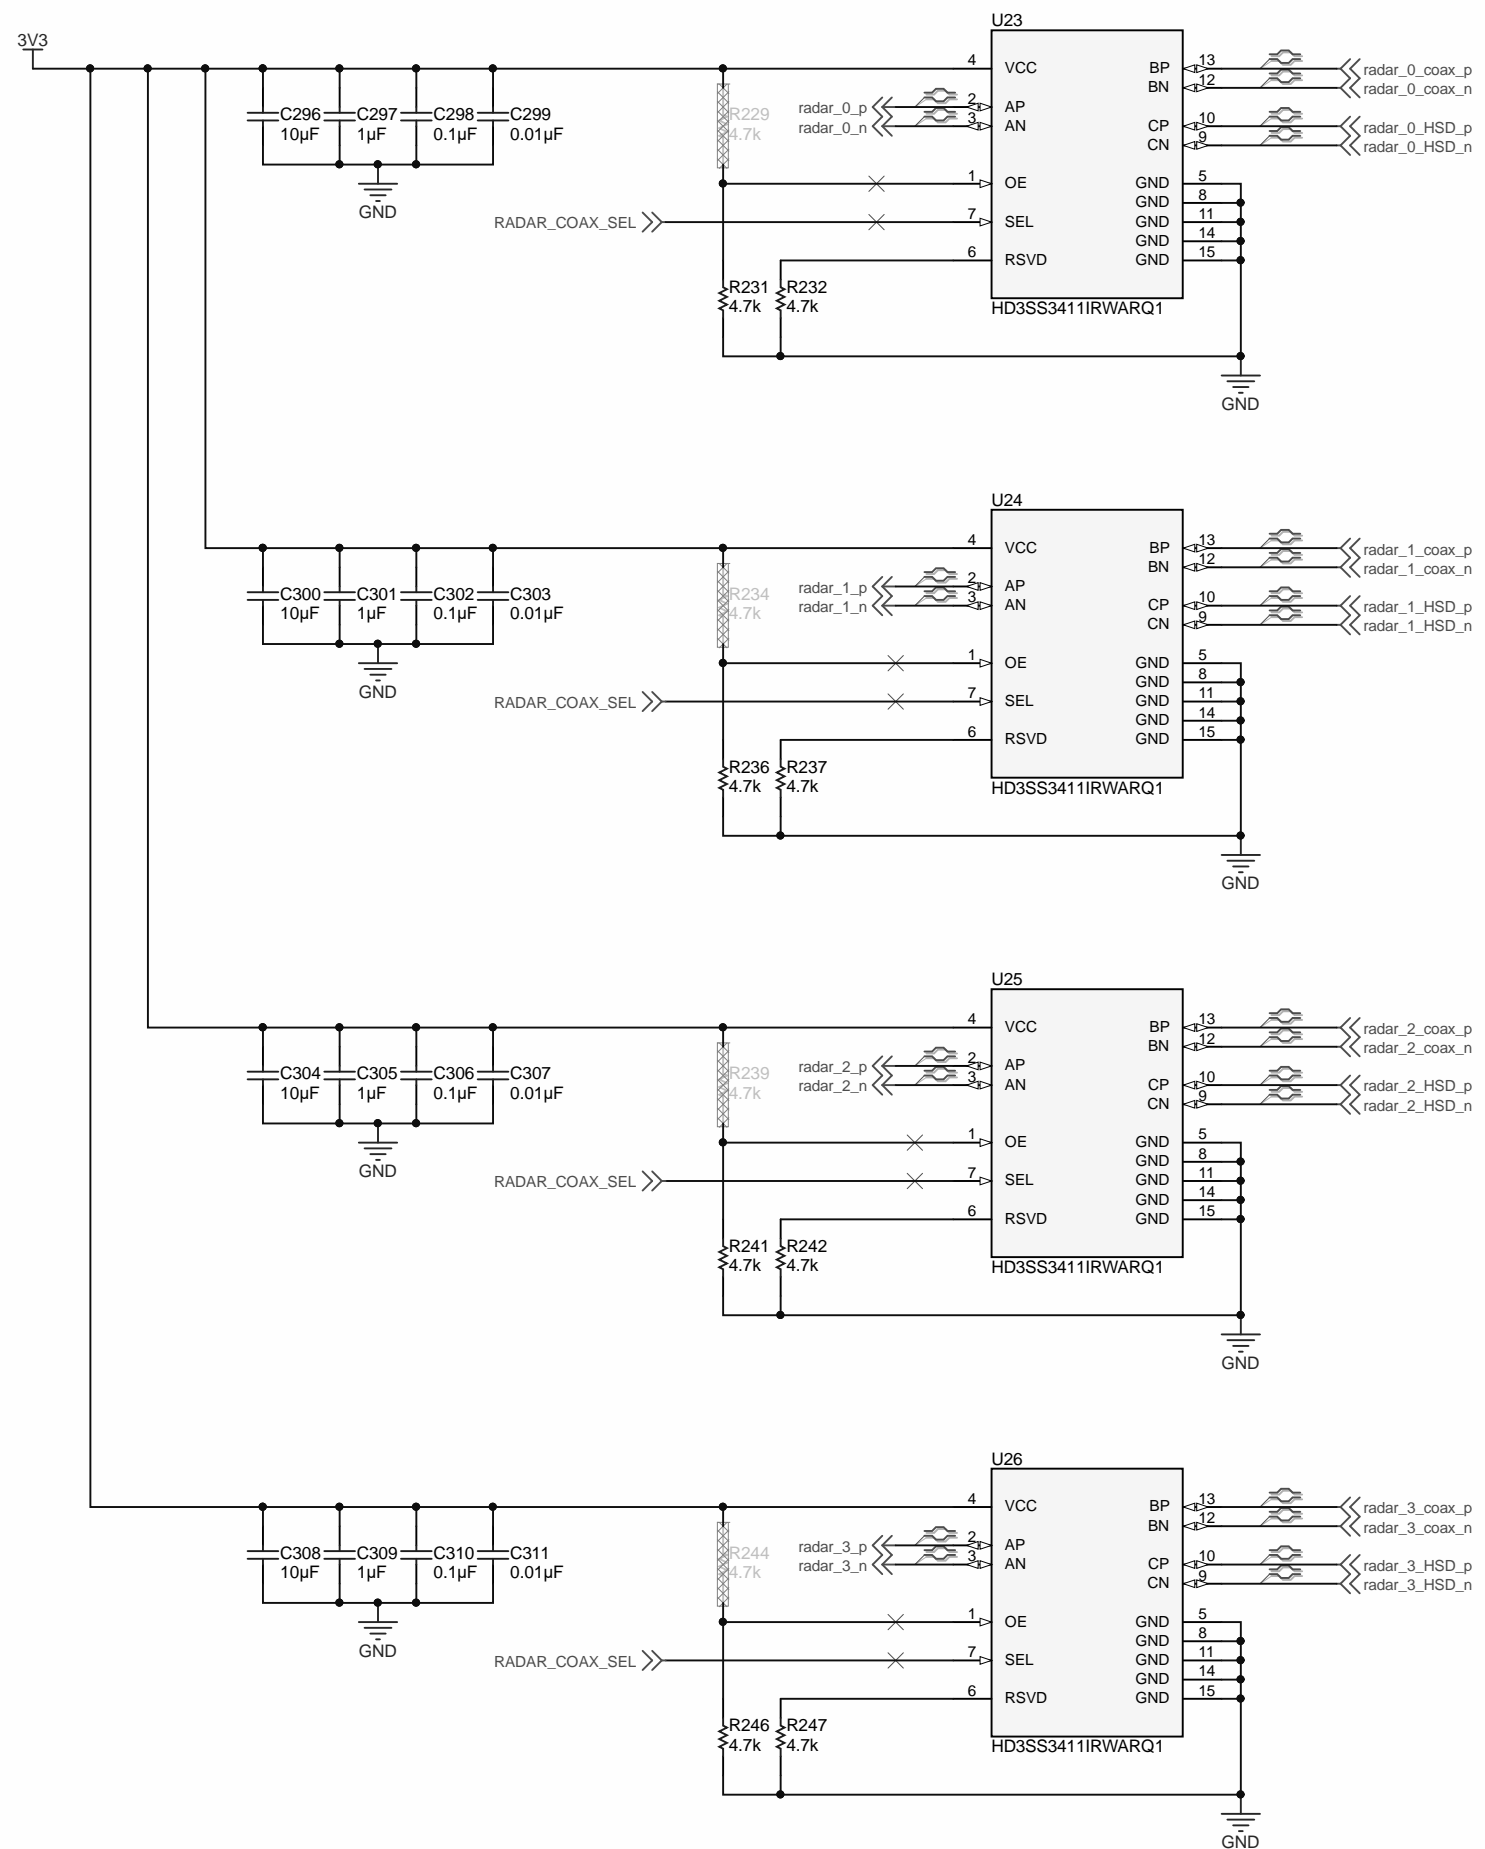 3V3
U23
4 VCC BP 13 radar_0_coax_p
BN 12 radar_0_coax_n
C296 C297 C298 C299
10µF 1µF 0.1µF 0.01µF
R229
4.7k
radar_0_p 2 AP
radar_0_n 3 AN
CP 10 radar_0_HSD_p
CN 9 radar_0_HSD_n
GND
1 OE GND 5
GND 8
RADAR_COAX_SEL 7 SEL GND 11
GND 14
6 RSVD GND 15
R231 R232
4.7k 4.7k
HD3SS3411IRWARQ1
GND
U24
4 VCC BP 13 radar_1_coax_p
BN 12 radar_1_coax_n
C300 C301 C302 C303
10µF 1µF 0.1µF 0.01µF
R234
4.7k
radar_1_p 2 AP
radar_1_n 3 AN
CP 10 radar_1_HSD_p
CN 9 radar_1_HSD_n
GND
1 OE GND 5
GND 8
RADAR_COAX_SEL 7 SEL GND 11
GND 14
6 RSVD GND 15
R236 R237
4.7k 4.7k
HD3SS3411IRWARQ1
GND
U25
4 VCC BP 13 radar_2_coax_p
BN 12 radar_2_coax_n
C304 C305 C306 C307
10µF 1µF 0.1µF 0.01µF
R239
4.7k
radar_2_p 2 AP
radar_2_n 3 AN
CP 10 radar_2_HSD_p
CN 9 radar_2_HSD_n
GND
1 OE GND 5
GND 8
RADAR_COAX_SEL 7 SEL GND 11
GND 14
6 RSVD GND 15
R241 R242
4.7k 4.7k
HD3SS3411IRWARQ1
GND
U26
4 VCC BP 13 radar_3_coax_p
BN 12 radar_3_coax_n
C308 C309 C310 C311
10µF 1µF 0.1µF 0.01µF
R244
4.7k
radar_3_p 2 AP
radar_3_n 3 AN
CP 10 radar_3_HSD_p
CN 9 radar_3_HSD_n
GND
1 OE GND 5
GND 8
RADAR_COAX_SEL 7 SEL GND 11
GND 14
6 RSVD GND 15
R246 R247
4.7k 4.7k
HD3SS3411IRWARQ1
GND